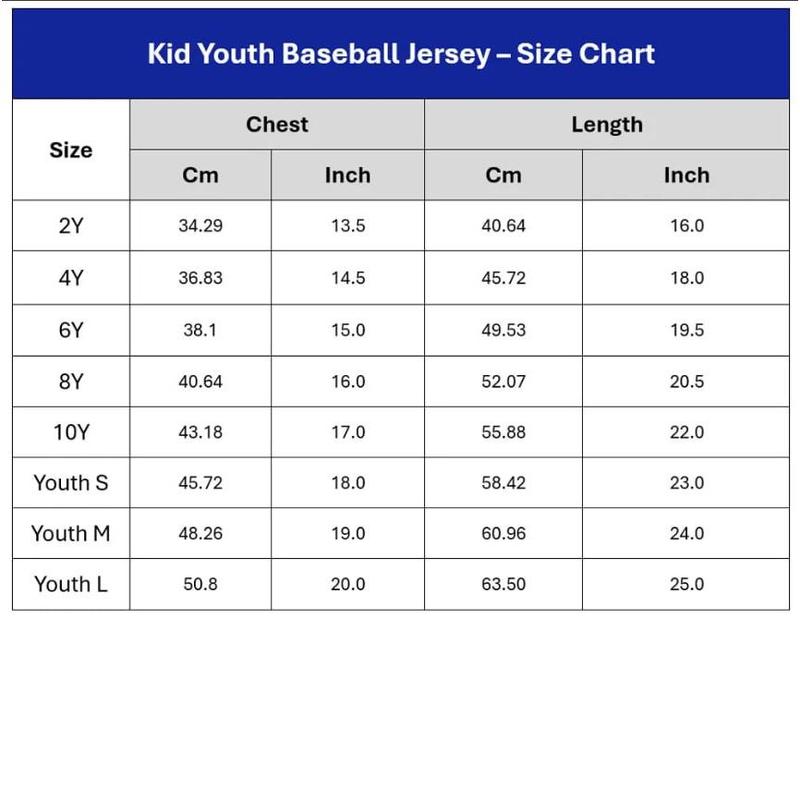 Kid Youth Baseball Jersey – Size Chart
Size Chest Length
Cm Inch Cm Inch
2Y 34.29 13.5 40.64 16.0
4Y 36.83 14.5 45.72 18.0
6Y 38.1 15.0 49.53 19.5
8Y 40.64 16.0 52.07 20.5
10Y 43.18 17.0 55.88 22.0
Youth S 45.72 18.0 58.42 23.0
Youth M 48.26 19.0 60.96 24.0
Youth L 50.8 20.0 63.50 25.0